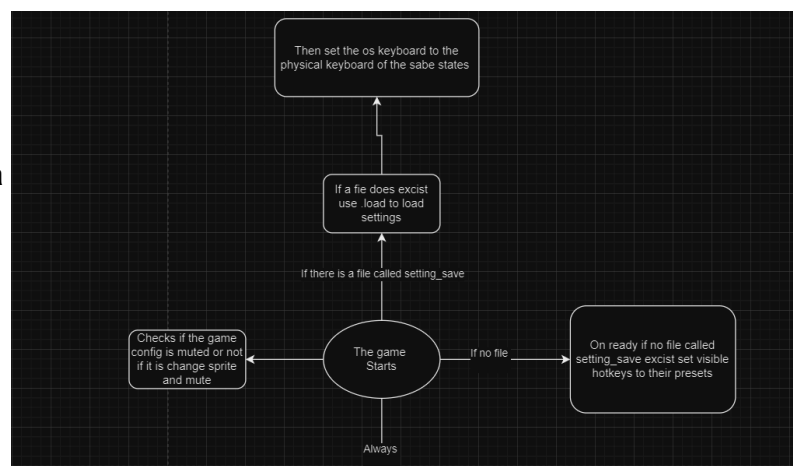 Then set the os keyboard to the
physical keyboard of the sabe states
If a fie does excist
use .load to load
settings
If there is a file called setting_save
Checks if the game
config is muted or not
if it is change sprite
and mute
The game
Starts
If no file
On ready if no file called
setting_save excist set visible
hotkeys to their presets
Always